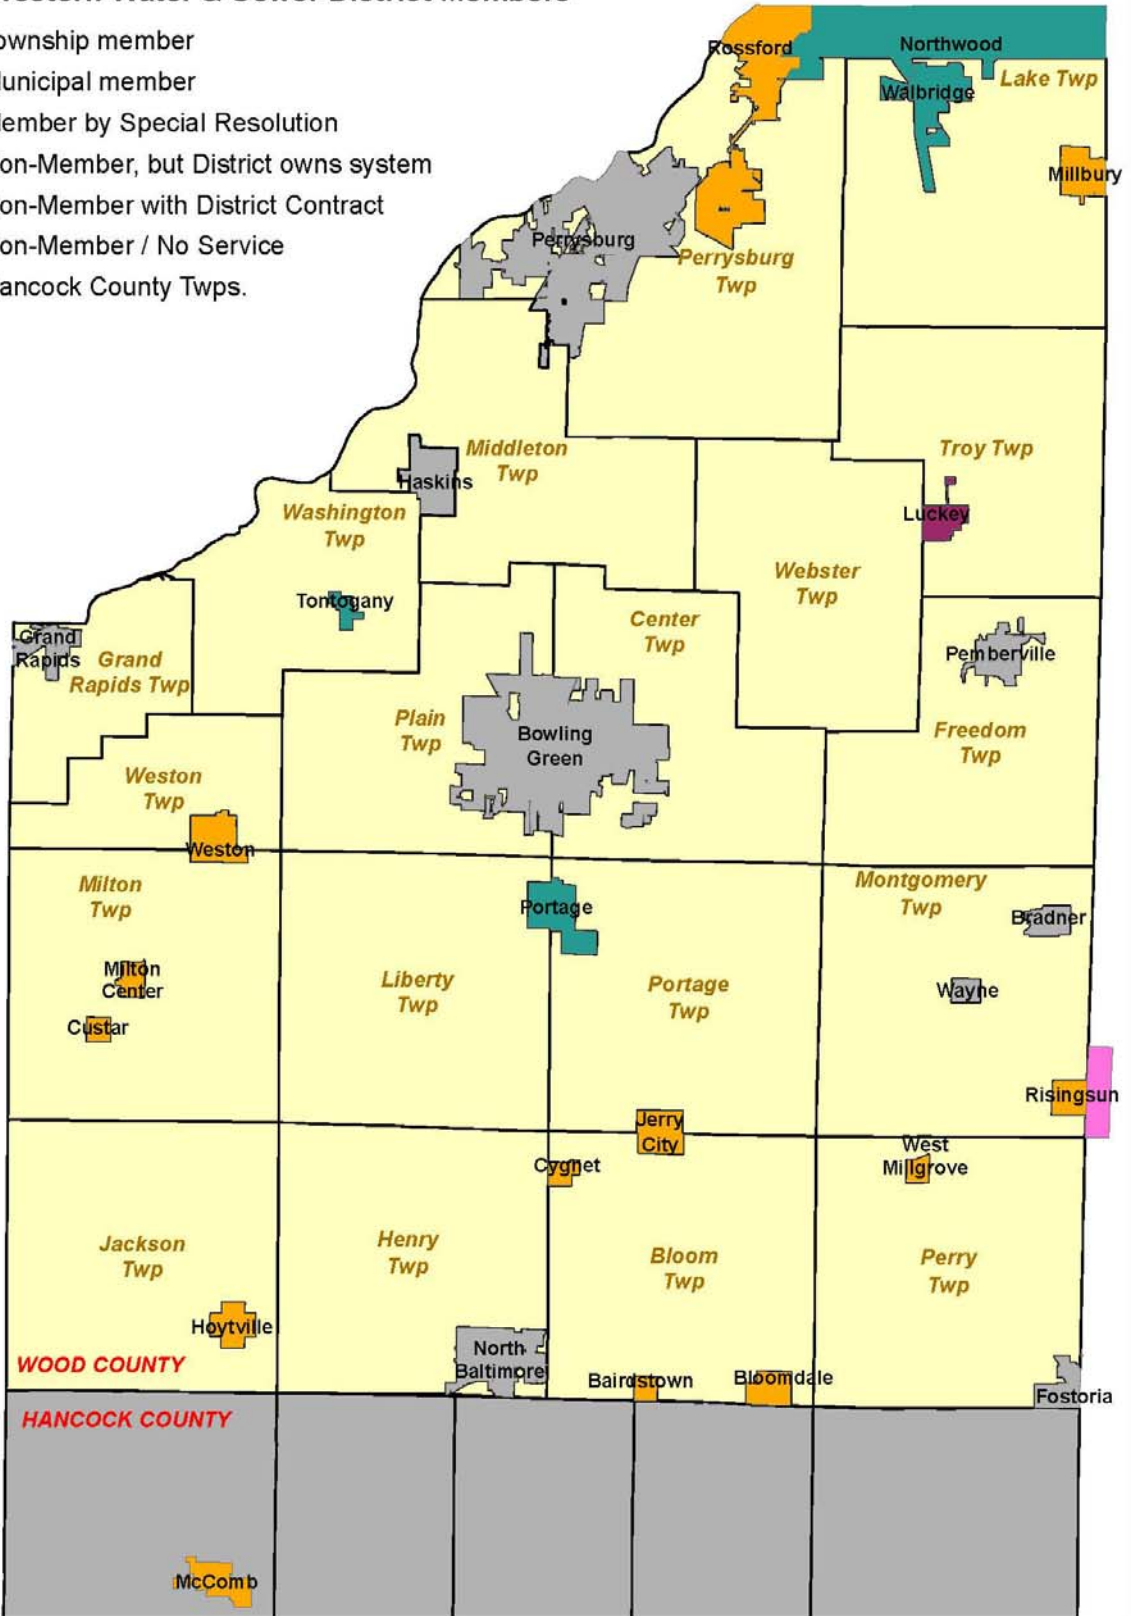 Western Water & Sewer District Members
ownship member
unicipal member
ember by Special Resolution
on-Member, but District owns system
on-Member with District Contract
on-Member / No Service
ancock County Twps.
Rossford
Northwood
Lake Twp
Walbridge
Millbury
Perrysburg
Perrysburg
Twp
Middleton
Twp
Haskins
Troy Twp
Luckey
Washington
Twp
Webster
Twp
Tontogany
Center
Twp
Grand
Rapids
Grand
Rapids Twp
Pemberville
Plain
Twp
Bowling
Green
Freedom
Twp
Weston
Twp
Weston
Milton
Twp
Montgomery
Twp
Portage
Bradner
Milton
Center
Liberty
Twp
Portage
Twp
Wayne
Custar
Risingsun
Jerry
City
Cygnet
West
Millgrove
Jackson
Twp
Henry
Twp
Bloom
Twp
Perry
Twp
Hoytville
North
Baltimore
WOOD COUNTY
Bairdstown
Bloomdale
Fostoria
HANCOCK COUNTY
McComb